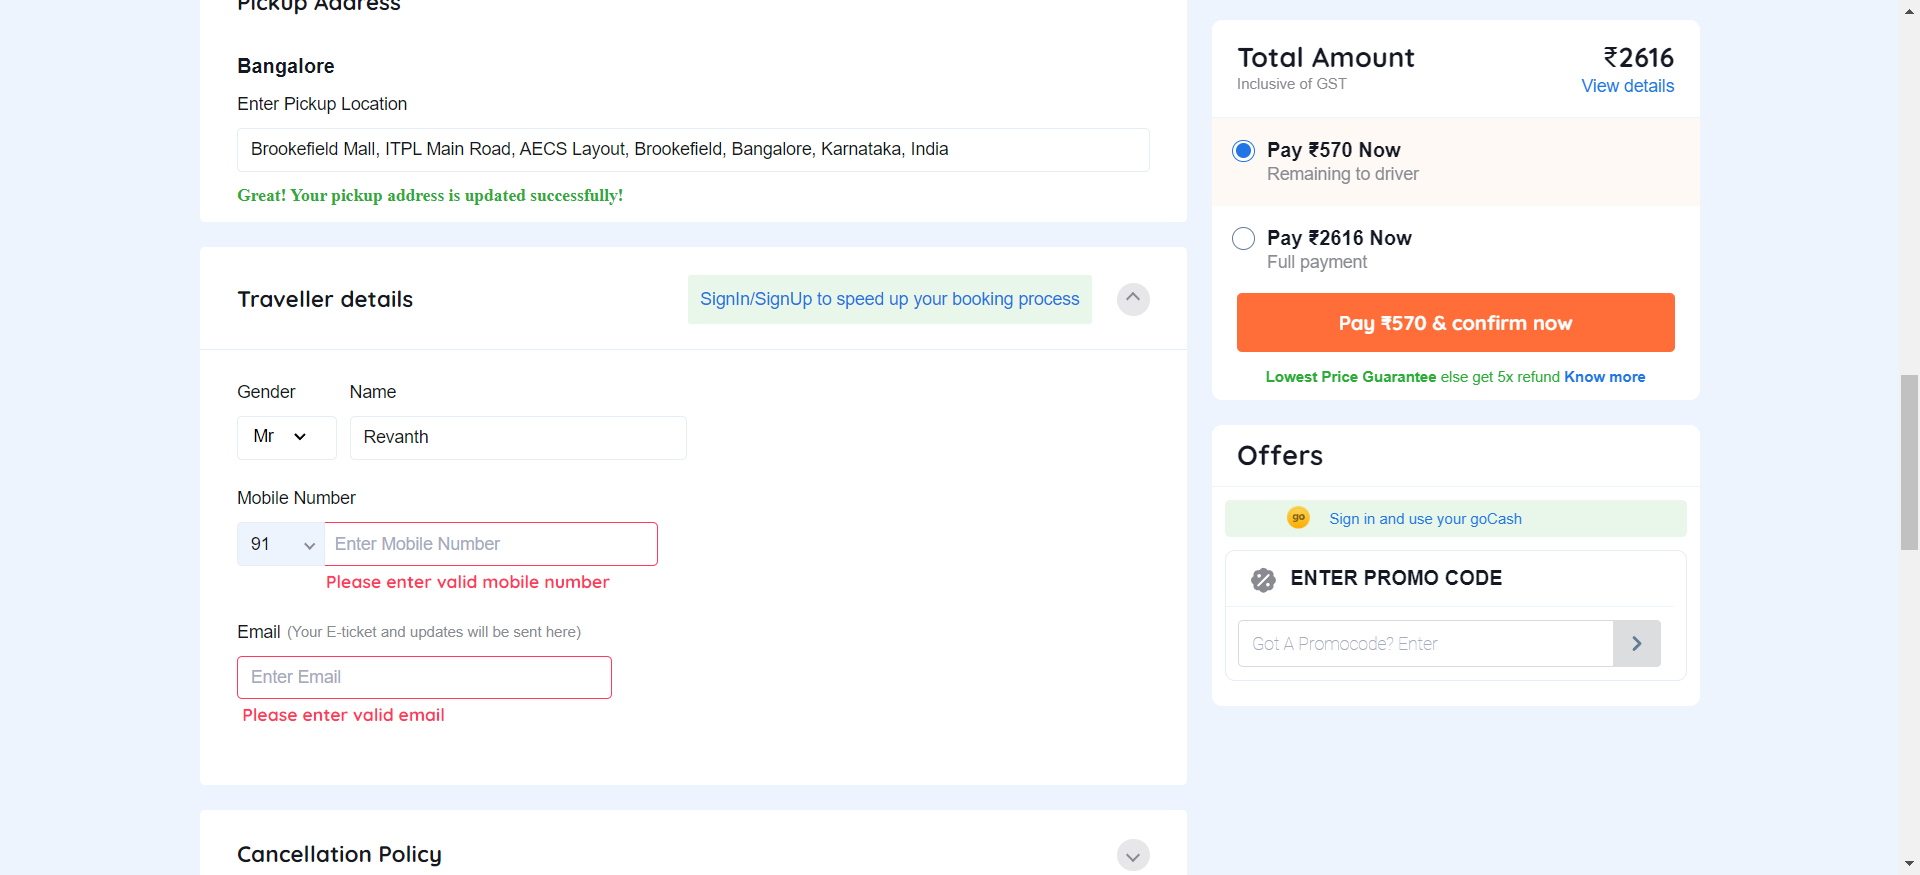 Pickup Address
Bangalore
Enter Pickup Location
Brookefield Mall, ITPL Main Road, AECS Layout, Brookefield, Bangalore, Karnataka, India
Great! Your pickup address is updated successfully!
Traveller details
SignIn/SignUp to speed up your booking process
Gender Name
Mr Revanth
Mobile Number
91 Enter Mobile Number
Please enter valid mobile number
Email (Your E-ticket and updates will be sent here)
Enter Email
Please enter valid email
Cancellation Policy
Total Amount ₹2616
Inclusive of GST View details
Pay ₹570 Now
Remaining to driver
Pay ₹2616 Now
Full payment
Pay ₹570 & confirm now
Lowest Price Guarantee else get 5x refund Know more
Offers
go Sign in and use your goCash
ENTER PROMO CODE
Got A Promocode? Enter